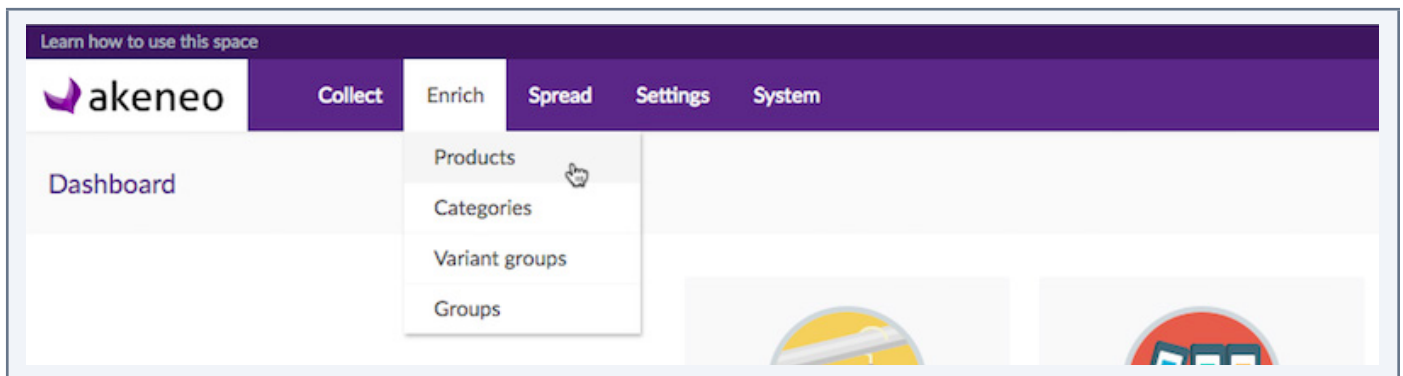 Learn how to use this space
akeneo
Collect Enrich Spread Settings System
Products
Dashboard
Categories
Variant groups
Groups